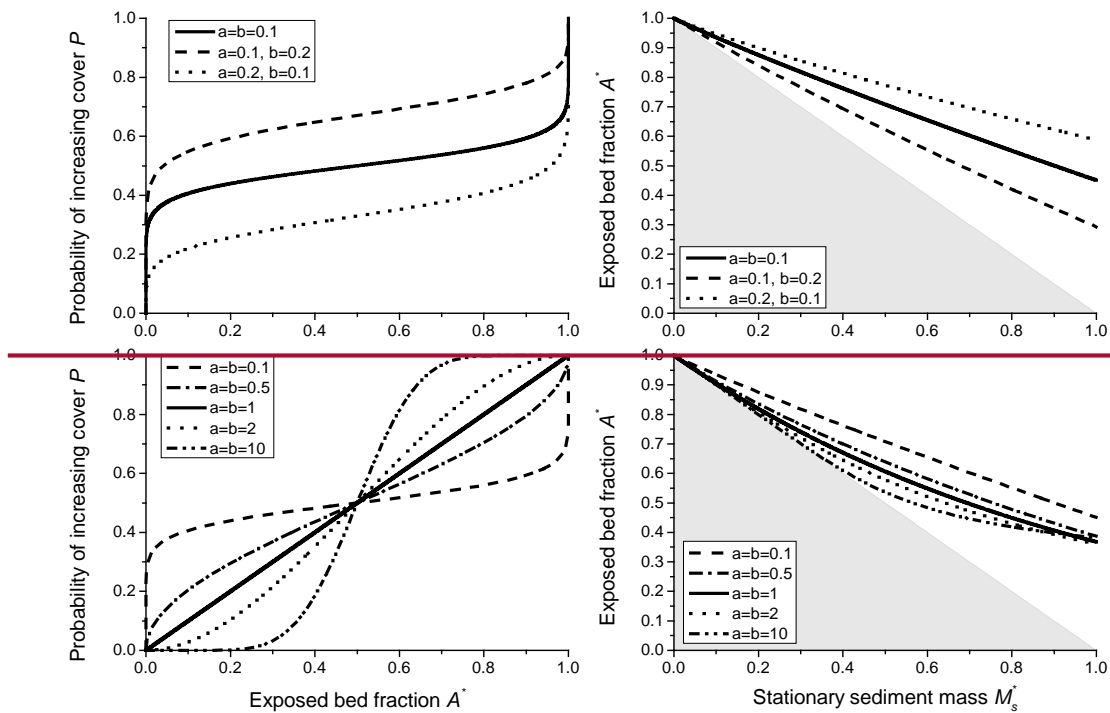 Probability of increasing cover P
1.0
0.8
0.6
0.4
0.2
0.0
a=b=0.1
a=0.1, b=0.2
a=0.2, b=0.1
0.0 0.2 0.4 0.6 0.8 1.0
Exposed bed fraction A*
1.0
0.9
0.8
0.7
0.6
0.5
0.4
0.3
0.2
0.1
0.0
a=b=0.1
a=0.1, b=0.2
a=0.2, b=0.1
0.0 0.2 0.4 0.6 0.8 1.0
Probability of increasing cover P
1.0
0.8
0.6
0.4
0.2
0.0
a=b=0.1
a=b=0.5
a=b=1
a=b=2
a=b=10
0.0 0.2 0.4 0.6 0.8 1.0
Exposed bed fraction A*
Exposed bed fraction A*
1.0
0.9
0.8
0.7
0.6
0.5
0.4
0.3
0.2
0.1
0.0
a=b=0.1
a=b=0.5
a=b=1
a=b=2
a=b=10
0.0 0.2 0.4 0.6 0.8 1.0
Stationary sediment mass M*s